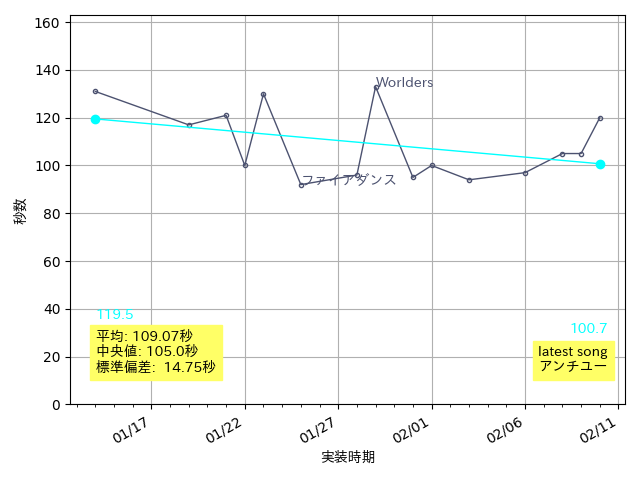 160
140
120
100
80
60
40
20
0
秒数
Worlders
ファイアダンス
119.5
平均: 109.07秒
中央値: 105.0秒
標準偏差: 14.75秒
100.7
latest song
アンチユー
01/17
01/22
01/27
02/01
02/06
02/11
実装時期